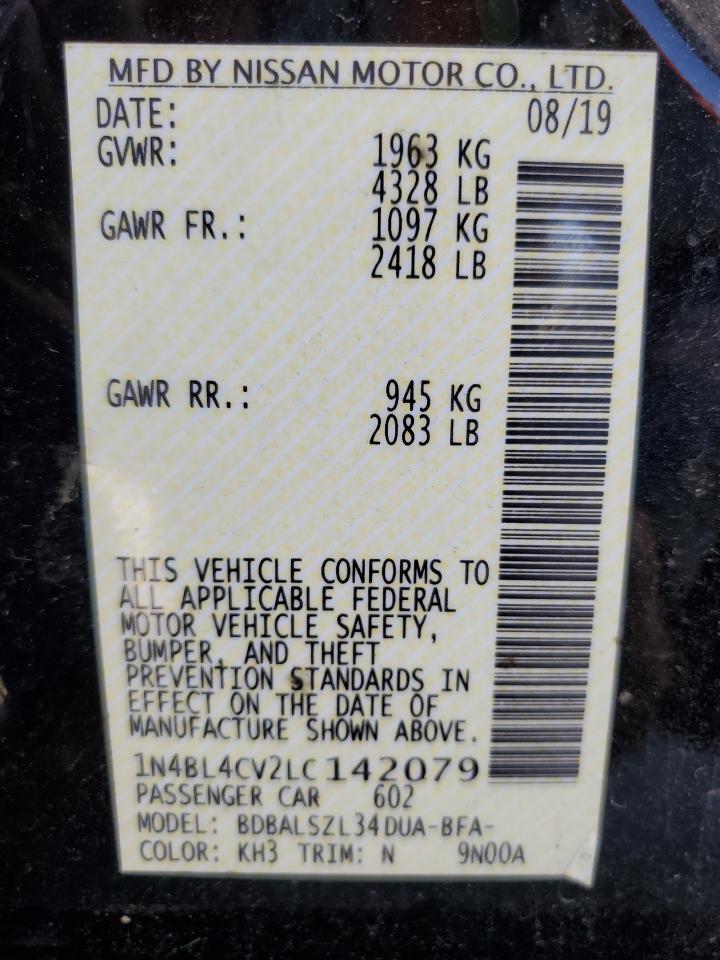 MFD BY NISSAN MOTOR CO., LTD.
DATE: 08/19
GVWR: 1963 KG
4328 LB
GAWR FR.: 1097 KG
2418 LB
GAWR RR.: 945 KG
2083 LB
THIS VEHICLE CONFORMS TO
ALL APPLICABLE FEDERAL
MOTOR VEHICLE SAFETY,
BUMPER, AND THEFT
PREVENTION STANDARDS IN
EFFECT ON THE DATE OF
MANUFACTURE SHOWN ABOVE.
1N4BL4CV2LC142079
PASSENGER CAR 602
MODEL: BDBALSZL34DUA-BFA-
COLOR: KH3 TRIM: N 9N00A